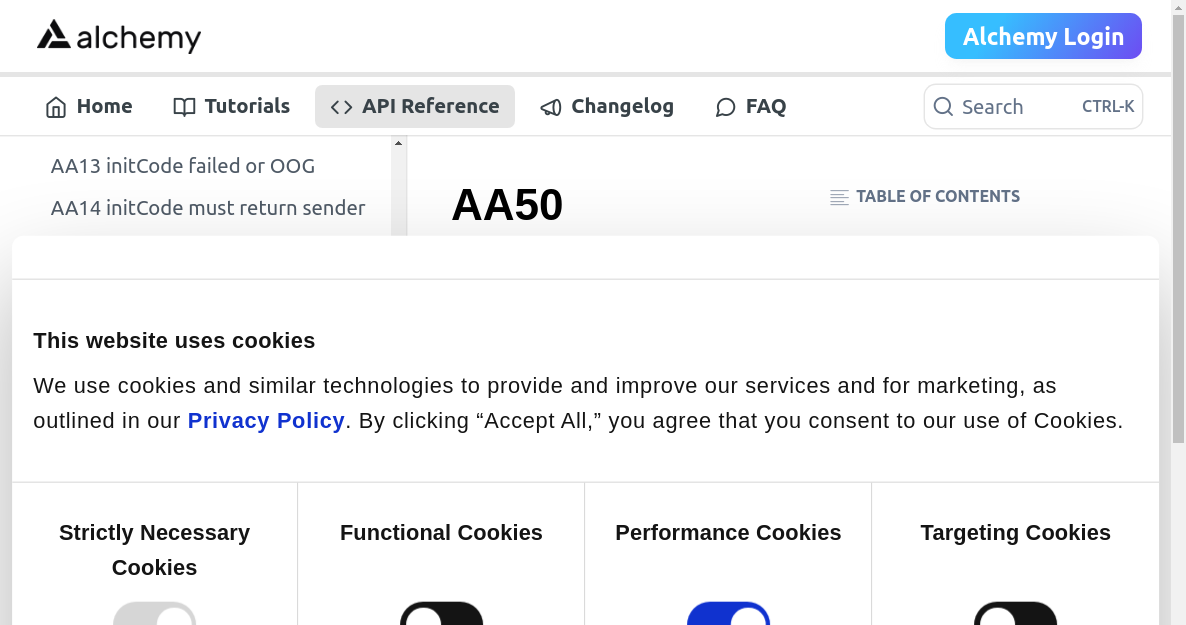 alchemy
Alchemy Login
Home
Tutorials
API Reference
Changelog
FAQ
Search
CTRL-K
AA13 initCode failed or OOG
AA14 initCode must return sender
AA50
TABLE OF CONTENTS
This website uses cookies
We use cookies and similar technologies to provide and improve our services and for marketing, as
outlined in our Privacy Policy. By clicking “Accept All,” you agree that you consent to our use of Cookies.
Strictly Necessary
Cookies
Functional Cookies
Performance Cookies
Targeting Cookies